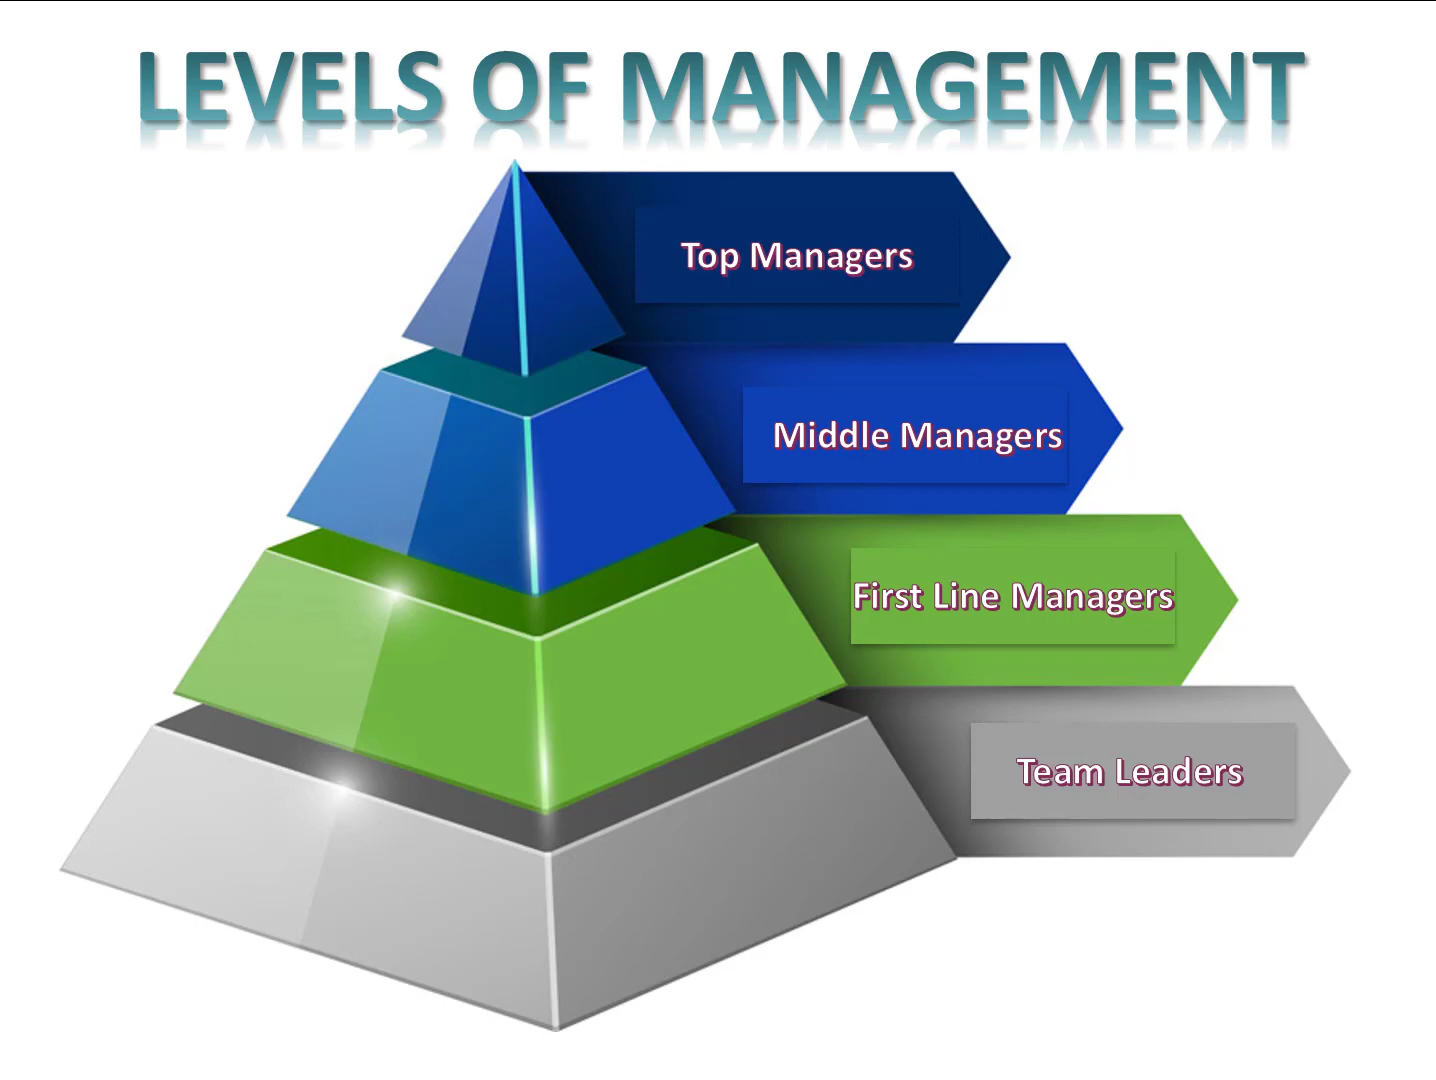 LEVELS OF MANAGEMENT
Top Managers
Middle Managers
First Line Managers
Team Leaders